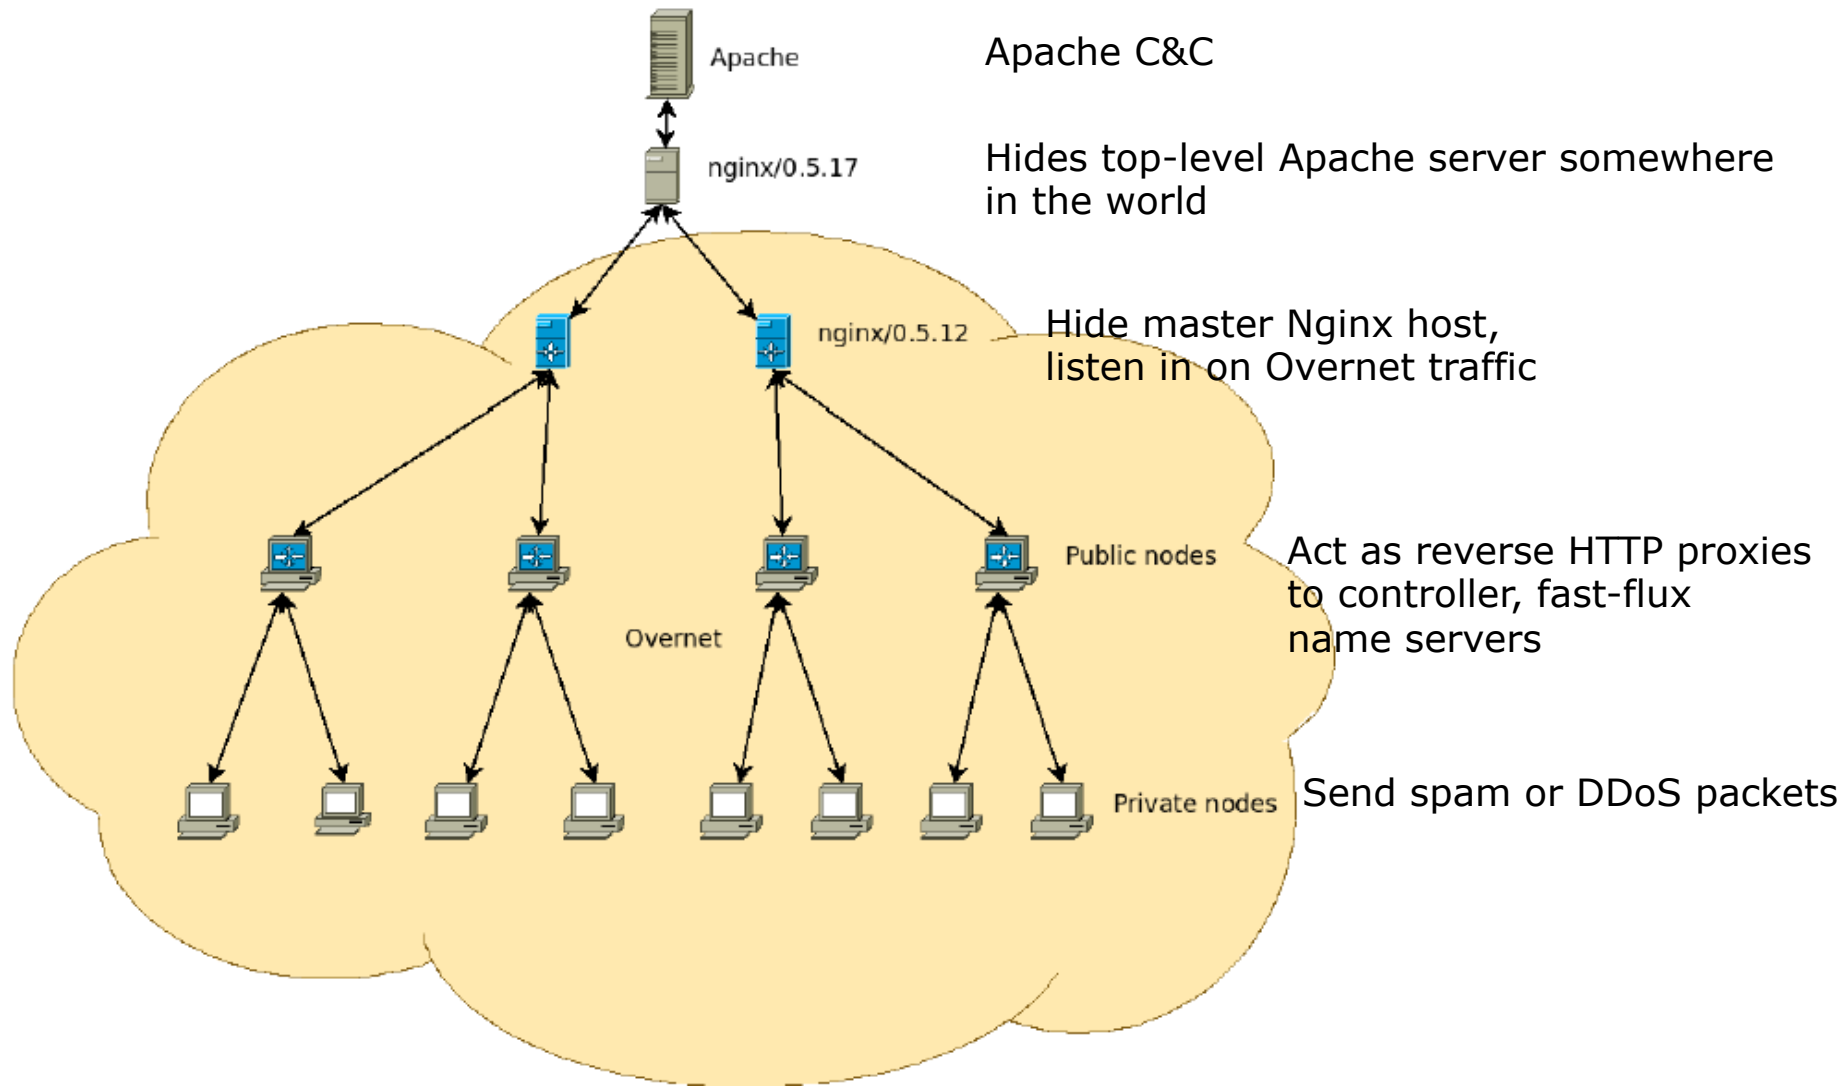 Apache
Apache C&C
nginx/0.5.17
Hides top-level Apache server somewhere
in the world
nginx/0.5.12
Hide master Nginx host,
listen in on Overnet traffic
Public nodes
Act as reverse HTTP proxies
to controller, fast-flux
name servers
Overnet
Private nodes
Send spam or DDoS packets